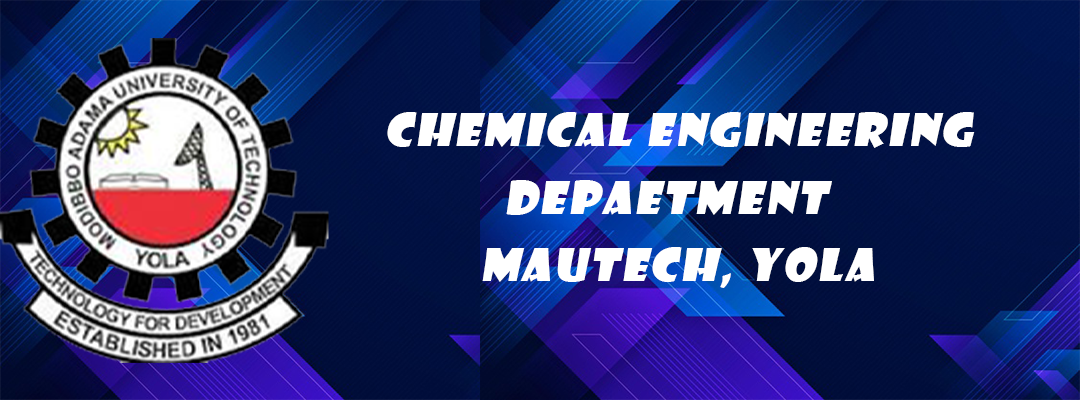 MODIBBO ADAMA UNIVERSITY OF TECHNOLOGY
YOLA
TECHNOLOGY FOR DEVELOPMENT
ESTABLISHED IN 1981
CHEMICAL ENGINEERING
DEPAETMENT
MAUTECH, YOLA